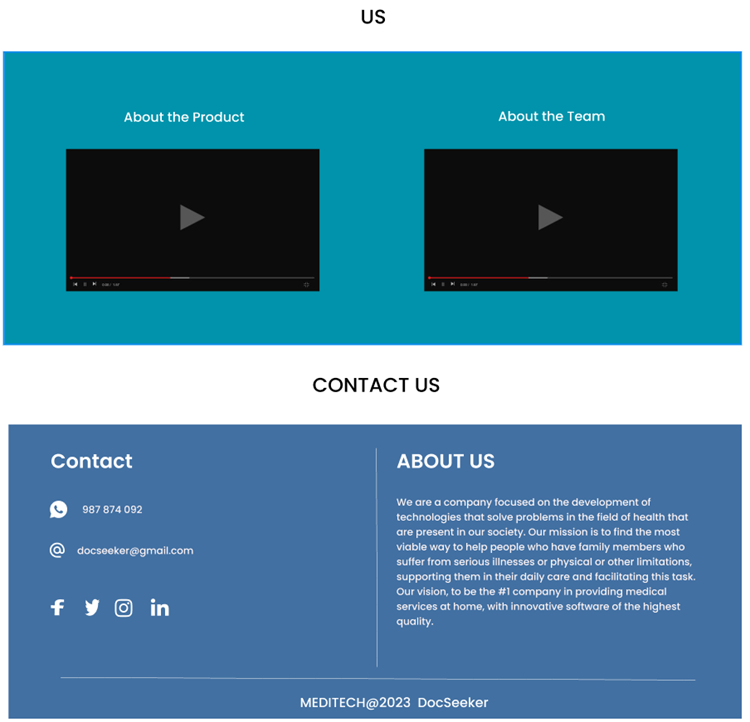 US
About the Product
About the Team
CONTACT US
Contact
987 874 092
docseeker@gmail.com
ABOUT US
We are a company focused on the development of
technologies that solve problems in the field of health that
are present in our society. Our mission is to find the most
viable way to help people who have family members who
suffer from serious illnesses or physical or other limitations,
supporting them in their daily care and facilitating this task.
Our vision, to be the #1 company in providing medical
services at home, with innovative software of the highest
quality.
MEDITECH@2023 DocSeeker